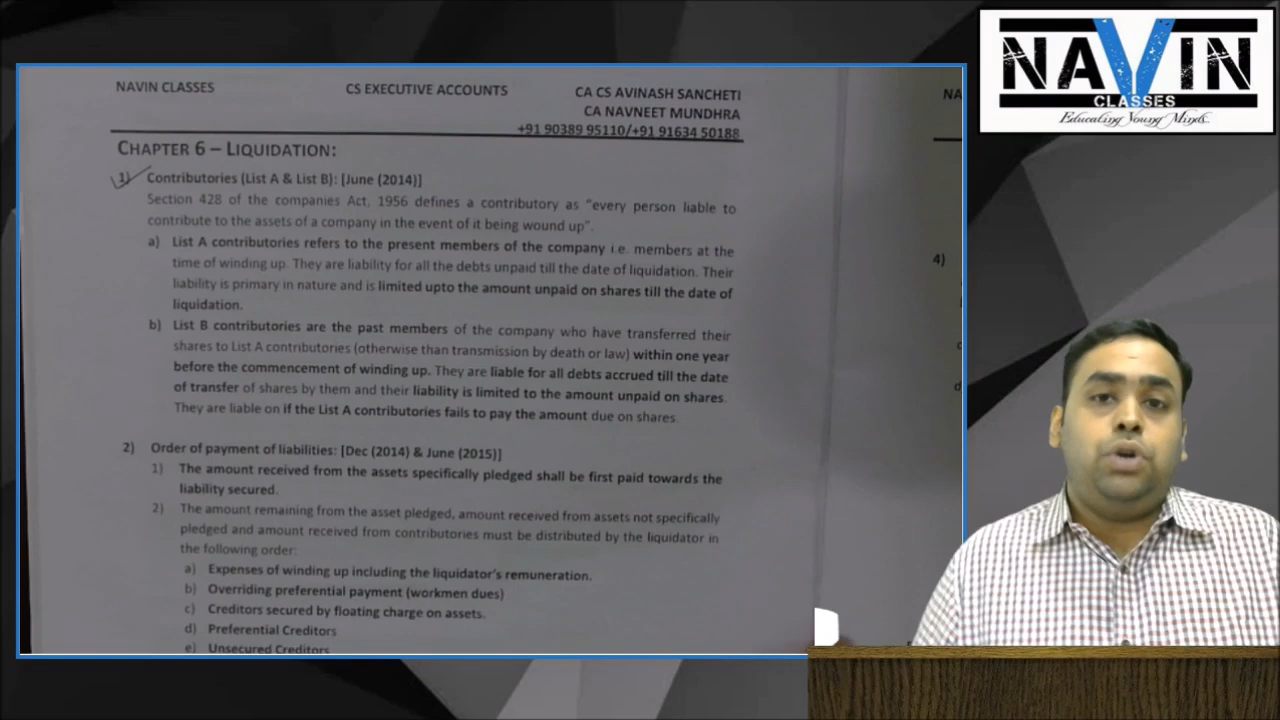 NAVIN CLASSES
CS EXECUTIVE ACCOUNTS
CA CS AVINASH SANCHETI
CA NAVNEET MUNDHRA
+91 90389 95110/+91 91634 50188
CHAPTER 6 – LIQUIDATION:
1) Contributories (List A & List B): [June (2014)]
Section 428 of the companies Act, 1956 defines a contributory as "every person liable to
contribute to the assets of a company in the event of it being wound up".
a) List A contributories refers to the present members of the company i.e. members at the
time of winding up. They are liability for all the debts unpaid till the date of liquidation. Their
liability is primary in nature and is limited upto the amount unpaid on shares till the date of
liquidation.
b) List B contributories are the past members of the company who have transferred their
shares to List A contributories (otherwise than transmission by death or law) within one year
before the commencement of winding up. They are liable for all debts accrued till the date
of transfer of shares by them and their liability is limited to the amount unpaid on shares.
They are liable on if the List A contributories fails to pay the amount due on shares.
2) Order of payment of liabilities: [Dec (2014) & June (2015)]
1) The amount received from the assets specifically pledged shall be first paid towards the
liability secured.
2) The amount remaining from the asset pledged, amount received from assets not specifically
pledged and amount received from contributories must be distributed by the liquidator in
the following order:
a) Expenses of winding up including the liquidator's remuneration.
b) Overriding preferential payment (workmen dues)
c) Creditors secured by floating charge on assets.
d) Preferential Creditors
e) Unsecured Creditors
NA
4)
d
NAVIN
CLASSES
Educating Young Minds..